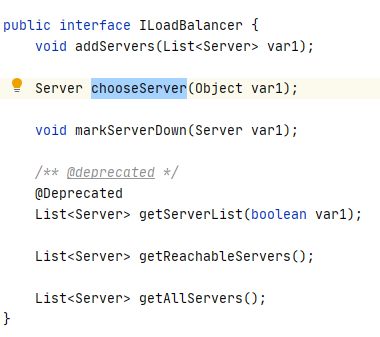 public interface ILoadBalancer {
void addServers(List<Server> var1);
Server chooseServer(Object var1);
void markServerDown(Server var1);
/** @deprecated */
@Deprecated
List<Server> getServerList(boolean var1);
List<Server> getReachableServers();
List<Server> getAllServers();
}